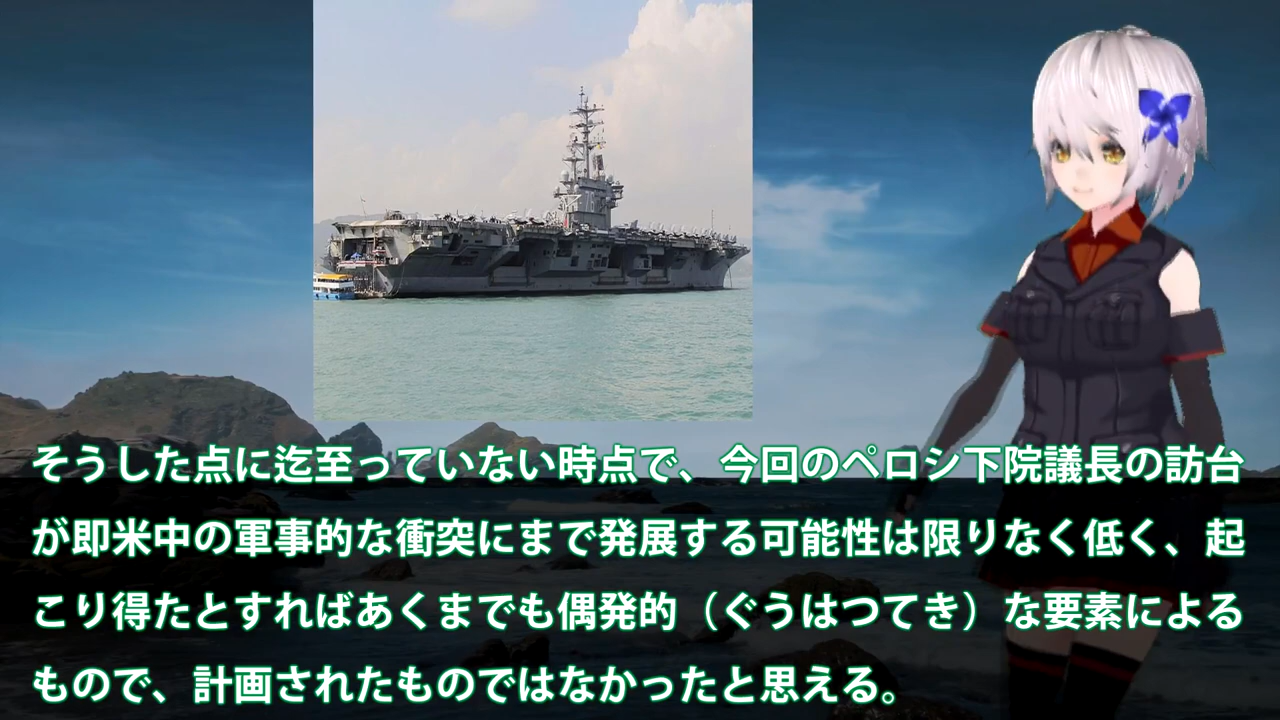 そうした点に迄至っていない時点で、今回のペロシ下院議長の訪台
が即米中の軍事的な衝突にまで発展する可能性は限りなく低く、起
こり得たとすればあくまでも偶発的（ぐうはつてき）な要素による
もので、計画されたものではなかったと思える。